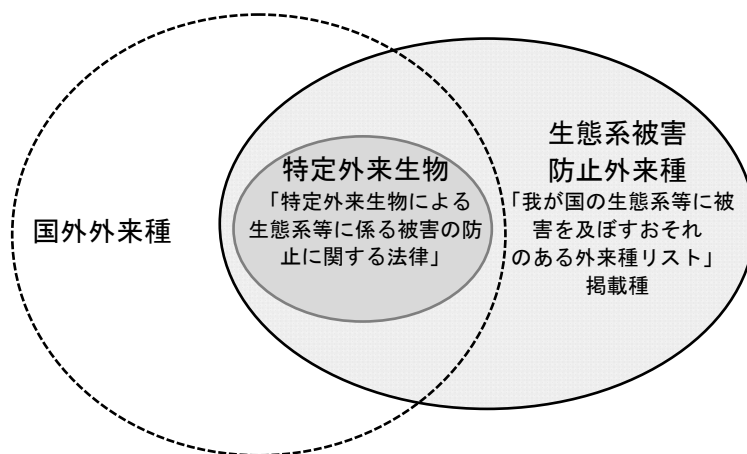 国外外来種
特定外来生物
「特定外来生物による
生態系等に係る被害の防
止に関する法律」
生態系被害
防止外来種
「我が国の生態系等に被
害を及ぼすおそれ
のある外来種リスト」
掲載種